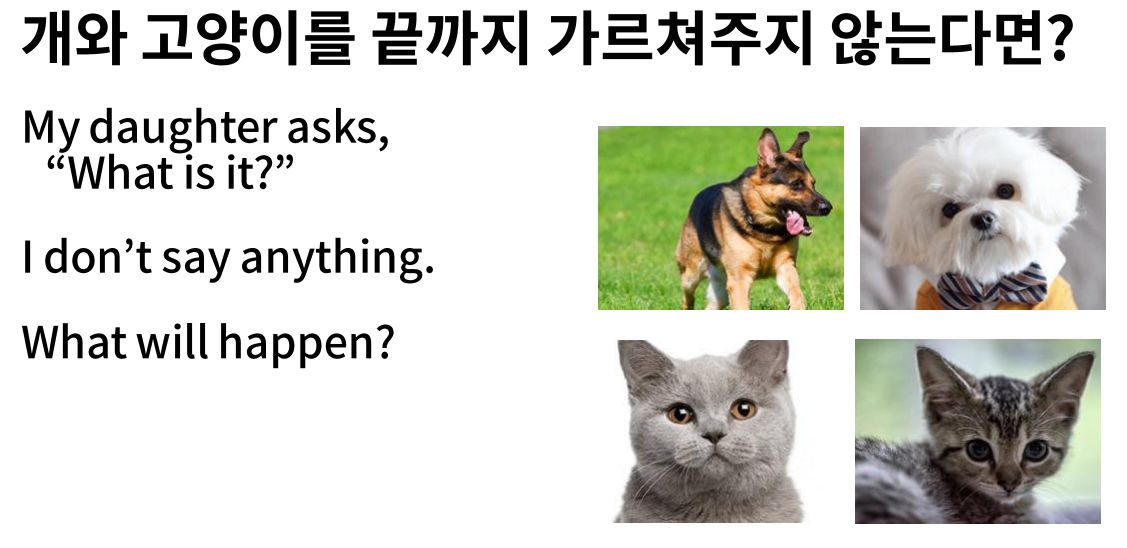 개와 고양이를 끝까지 가르쳐주지 않는다면?
My daughter asks,
“What is it?”
I don’t say anything.
What will happen?